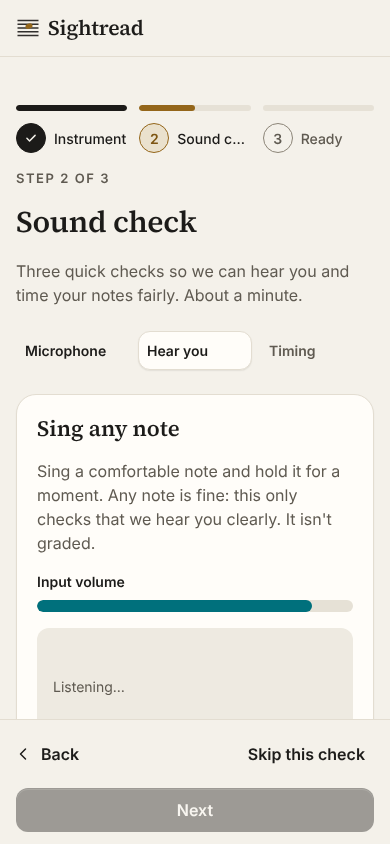 Sightread
Instrument
2 Sound c...
3 Ready
STEP 2 OF 3
Sound check
Three quick checks so we can hear you and
time your notes fairly. About a minute.
Microphone
Hear you
Timing
Sing any note
Sing a comfortable note and hold it for a
moment. Any note is fine: this only
checks that we hear you clearly. It isn't
graded.
Input volume
Listening...
Back
Skip this check
Next